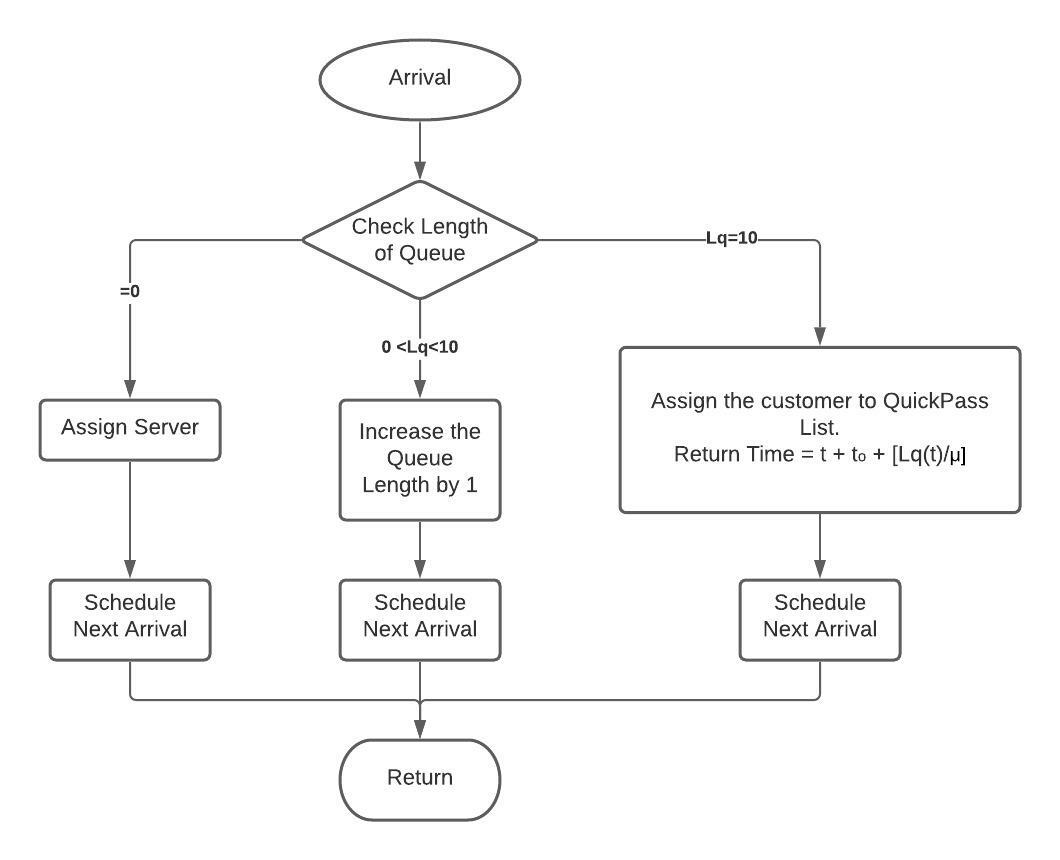 Arrival
Check Length
of Queue
=0
0 <Lq<10
Lq=10
Assign Server
Increase the
Queue
Length by 1
Assign the customer to QuickPass
List.
Return Time = t + t₀ + [Lq(t)/μ]
Schedule
Next Arrival
Schedule
Next Arrival
Schedule
Next Arrival
Return